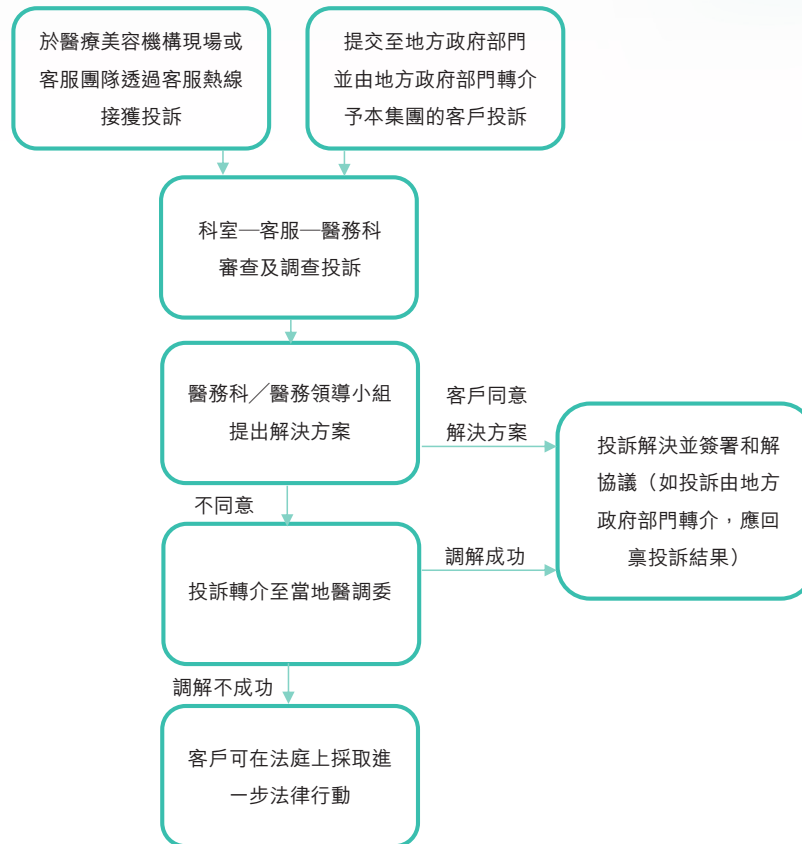 於醫療美容機構現場或
客服團隊透過客服熱線
接獲投訴
提交至地方政府部門
並由地方政府部門轉介
予本集團的客戶投訴
科室—客服—醫務科
審查及調查投訴
醫務科╱醫務領導小組
提出解決方案
客戶同意
解決方案
投訴解決並簽署和解
協議（如投訴由地方
政府部門轉介，應回
稟投訴結果）
不同意
投訴轉介至當地醫調委
調解成功
調解不成功
客戶可在法庭上採取進
一步法律行動